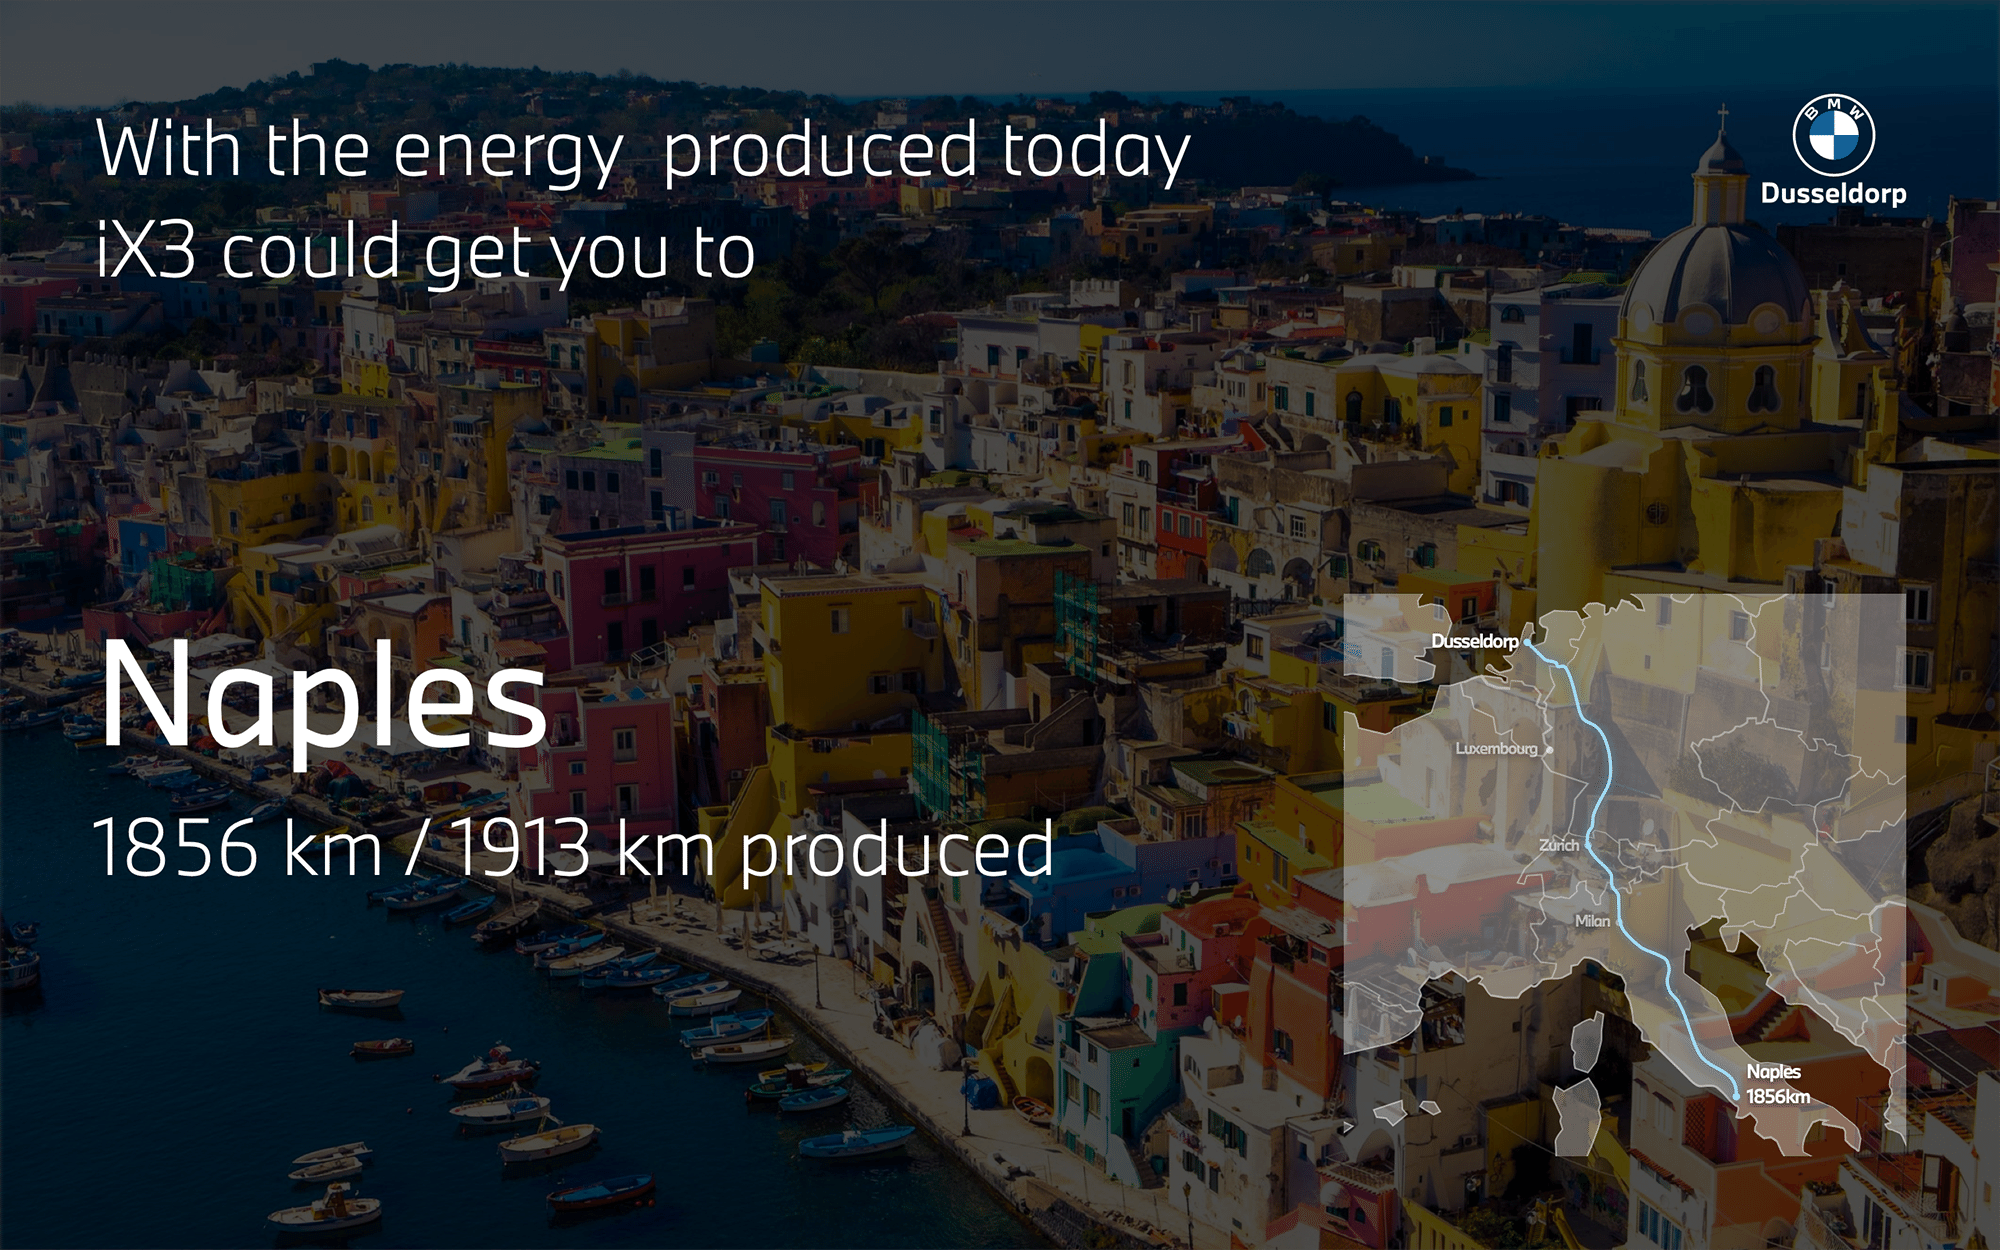 With the energy produced today
iX3 could get you to
BMW
Dusseldorp
Naples
1856 km / 1913 km produced
Dusseldorp
Luxembourg
Zurich
Milan
Naples
1856km